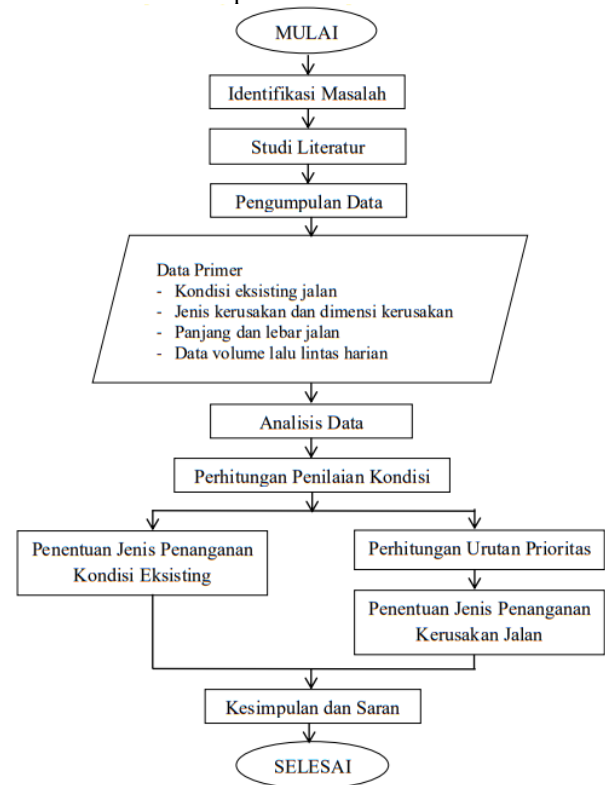 MULAI
Identifikasi Masalah
Studi Literatur
Pengumpulan Data
Data Primer
- Kondisi eksisting jalan
- Jenis kerusakan dan dimensi kerusakan
- Panjang dan lebar jalan
- Data volume lalu lintas harian
Analisis Data
Perhitungan Penilaian Kondisi
Penentuan Jenis Penanganan
Kondisi Eksisting
Perhitungan Urutan Prioritas
Penentuan Jenis Penanganan
Kerusakan Jalan
Kesimpulan dan Saran
SELESAI